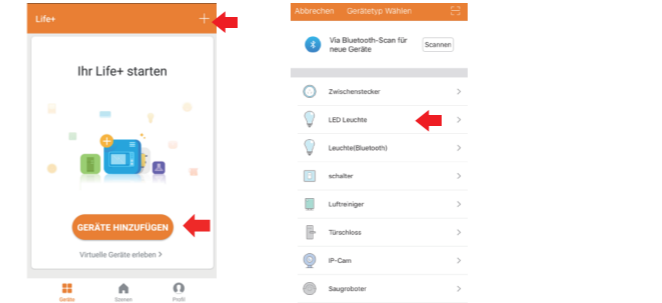 Life+
Ihr Life+ starten
GERÄTE HINZUFÜGEN
Virtuelle Geräte erleben >
Geräte
Szenen
Profil
Abbrechen
Gerätetyp Wählen
Via Bluetooth-Scan für
neue Geräte
Scannen
Zwischenstecker
LED Leuchte
Leuchte(Bluetooth)
schalter
Luftreiniger
Türschloss
IP-Cam
Saugroboter